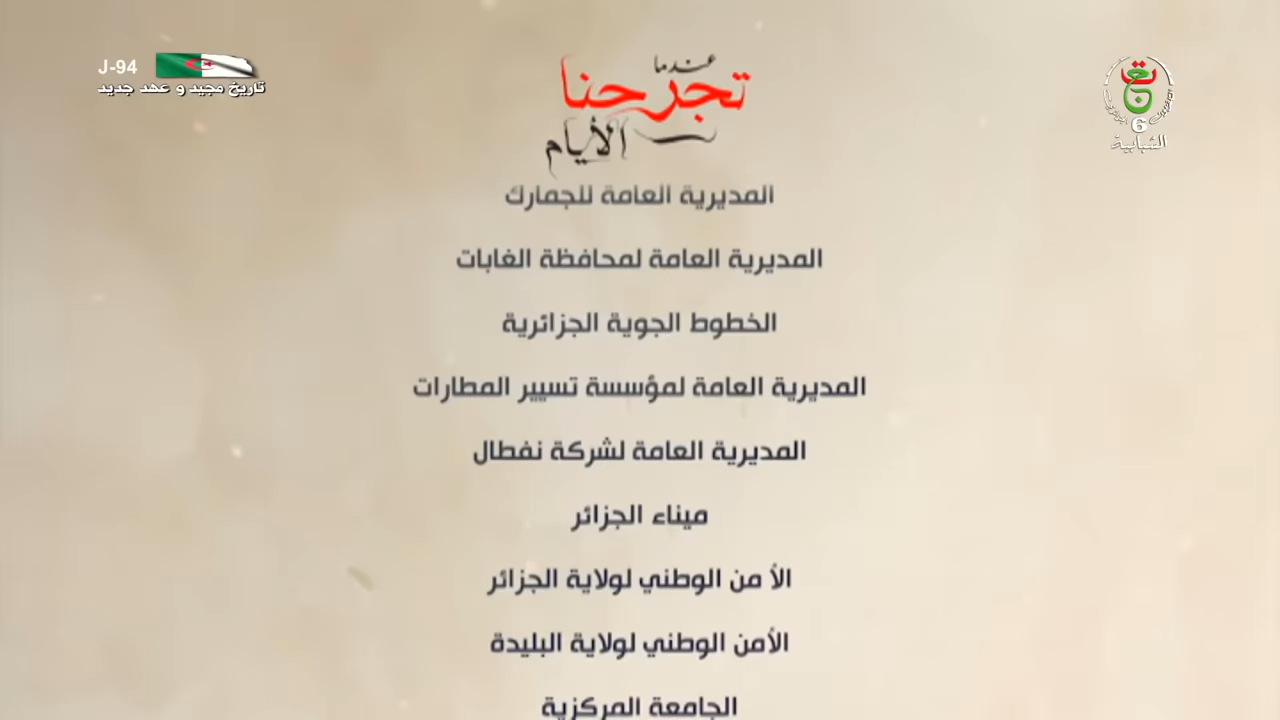 J-94
تاريخ مجيد و عهد جديد
عندما
تجرحنا
الأيام
6
الشبابية
المديرية العامة للجمارك
المديرية العامة لمحافظة الغابات
الخطوط الجوية الجزائرية
المديرية العامة لمؤسسة تسيير المطارات
المديرية العامة لشركة نفطال
ميناء الجزائر
الأ من الوطني لولاية الجزائر
الأمن الوطني لولاية البليدة
الجامعة المركزية